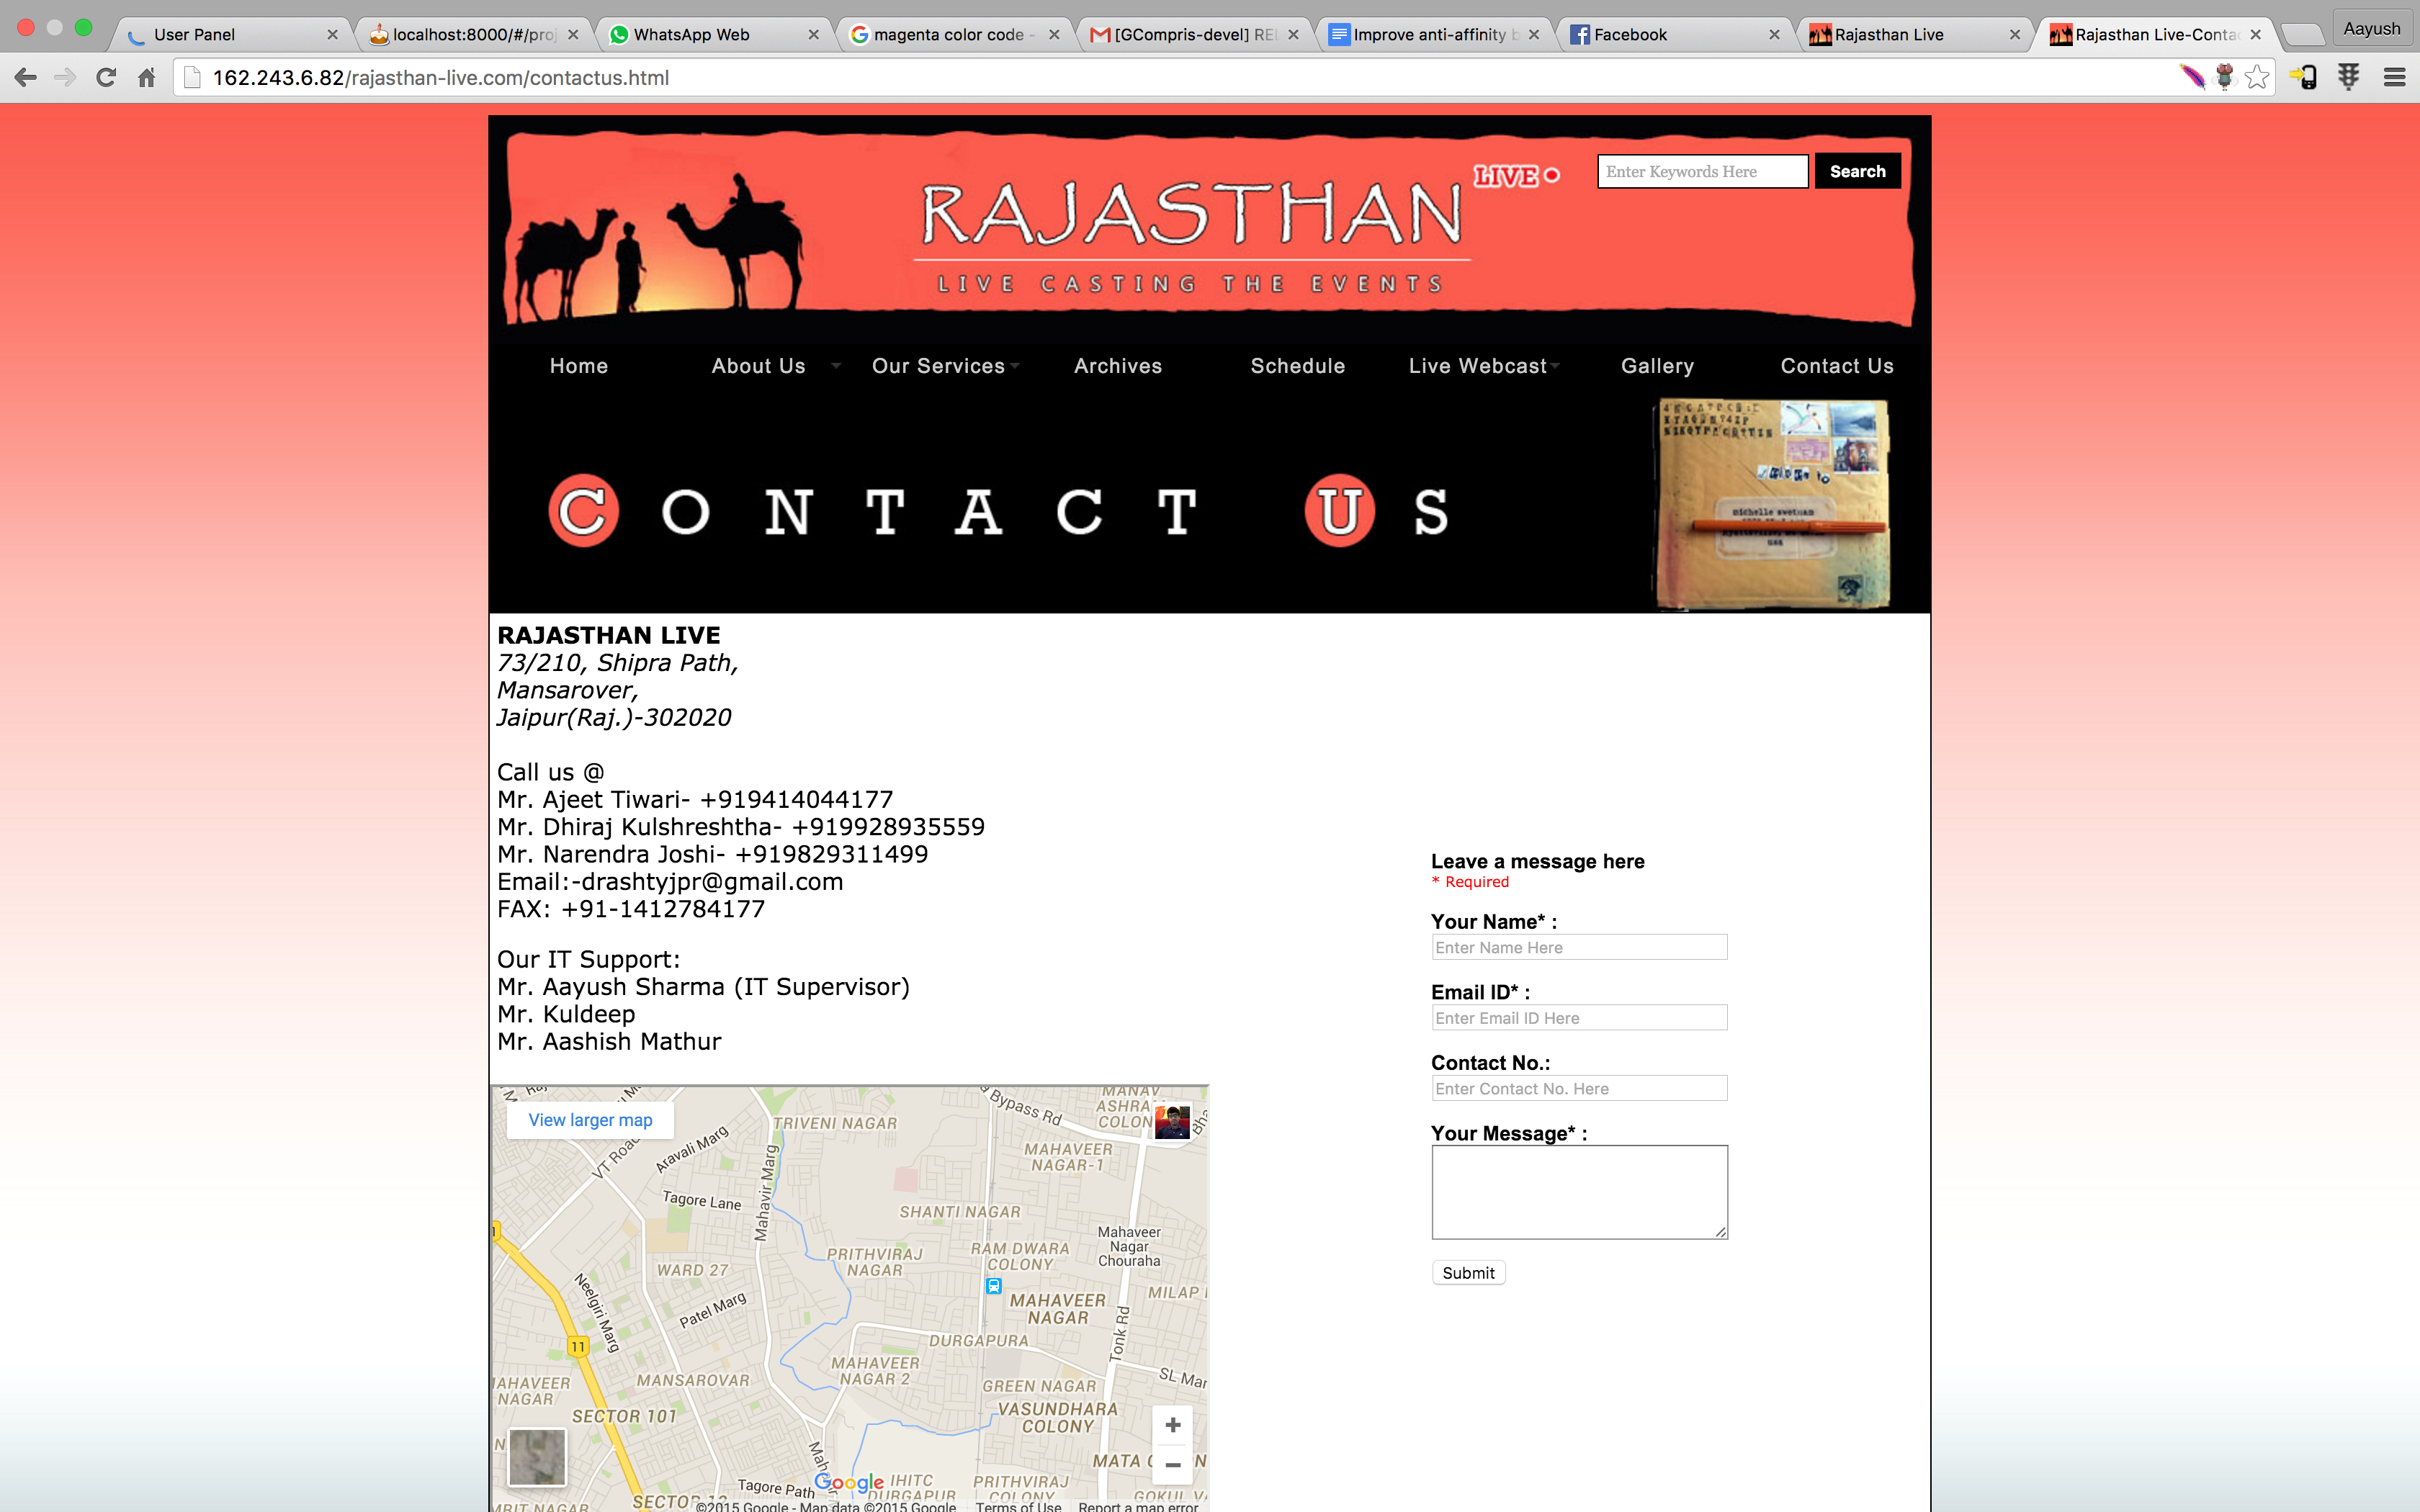 User Panel
localhost:8000/#/proj
WhatsApp Web
magenta color code -
[GCompris-devel] REL
Improve anti-affinity b
Facebook
Rajasthan Live
Rajasthan Live-Conta
Aayush
162.243.6.82/rajasthan-live.com/contactus.html
LIVE
Enter Keywords Here
Search
RAJASTHAN
LIVE CASTING THE EVENTS
Home
About Us
Our Services
Archives
Schedule
Live Webcast
Gallery
Contact Us
CONTACT US
RAJASTHAN LIVE
73/210, Shipra Path,
Mansarover,
Jaipur(Raj.)-302020
Call us @
Mr. Ajeet Tiwari- +919414044177
Mr. Dhiraj Kulshreshtha- +919928935559
Mr. Narendra Joshi- +919829311499
Email:-drashtyjpr@gmail.com
FAX: +91-1412784177
Our IT Support:
Mr. Aayush Sharma (IT Supervisor)
Mr. Kuldeep
Mr. Aashish Mathur
Leave a message here
* Required
Your Name* :
Enter Name Here
Email ID* :
Enter Email ID Here
Contact No.:
Enter Contact No. Here
Your Message* :
Submit
View larger map
Bypass Rd
TRIVENI NAGAR
MAHAVEER
NAGAR-1
VT Road
Aravali Marg
Mahavir Marg
Tagore Lane
SHANTI NAGAR
Mahaveer
Nagar
Chouraha
PRITHVIRAJ
NAGAR
RAM DWARA
COLONY
WARD 27
Neelgiri Marg
Patel Marg
MAHAVEER
NAGAR
MILAP
Tonk Rd
11
DURGAPURA
MAHAVEER
NAGAR 2
MANSAROVAR
GREEN NAGAR
SL Mar
NAGAR
SECTOR 101
VASUNDHARA
COLONY
+
−
MATA
Google
IHITC
DURGAPUR
PRITHVIRAJ
COLONY
Tagore Path
©2015 Google - Map data ©2015 Google
Terms of Use
Report a map error